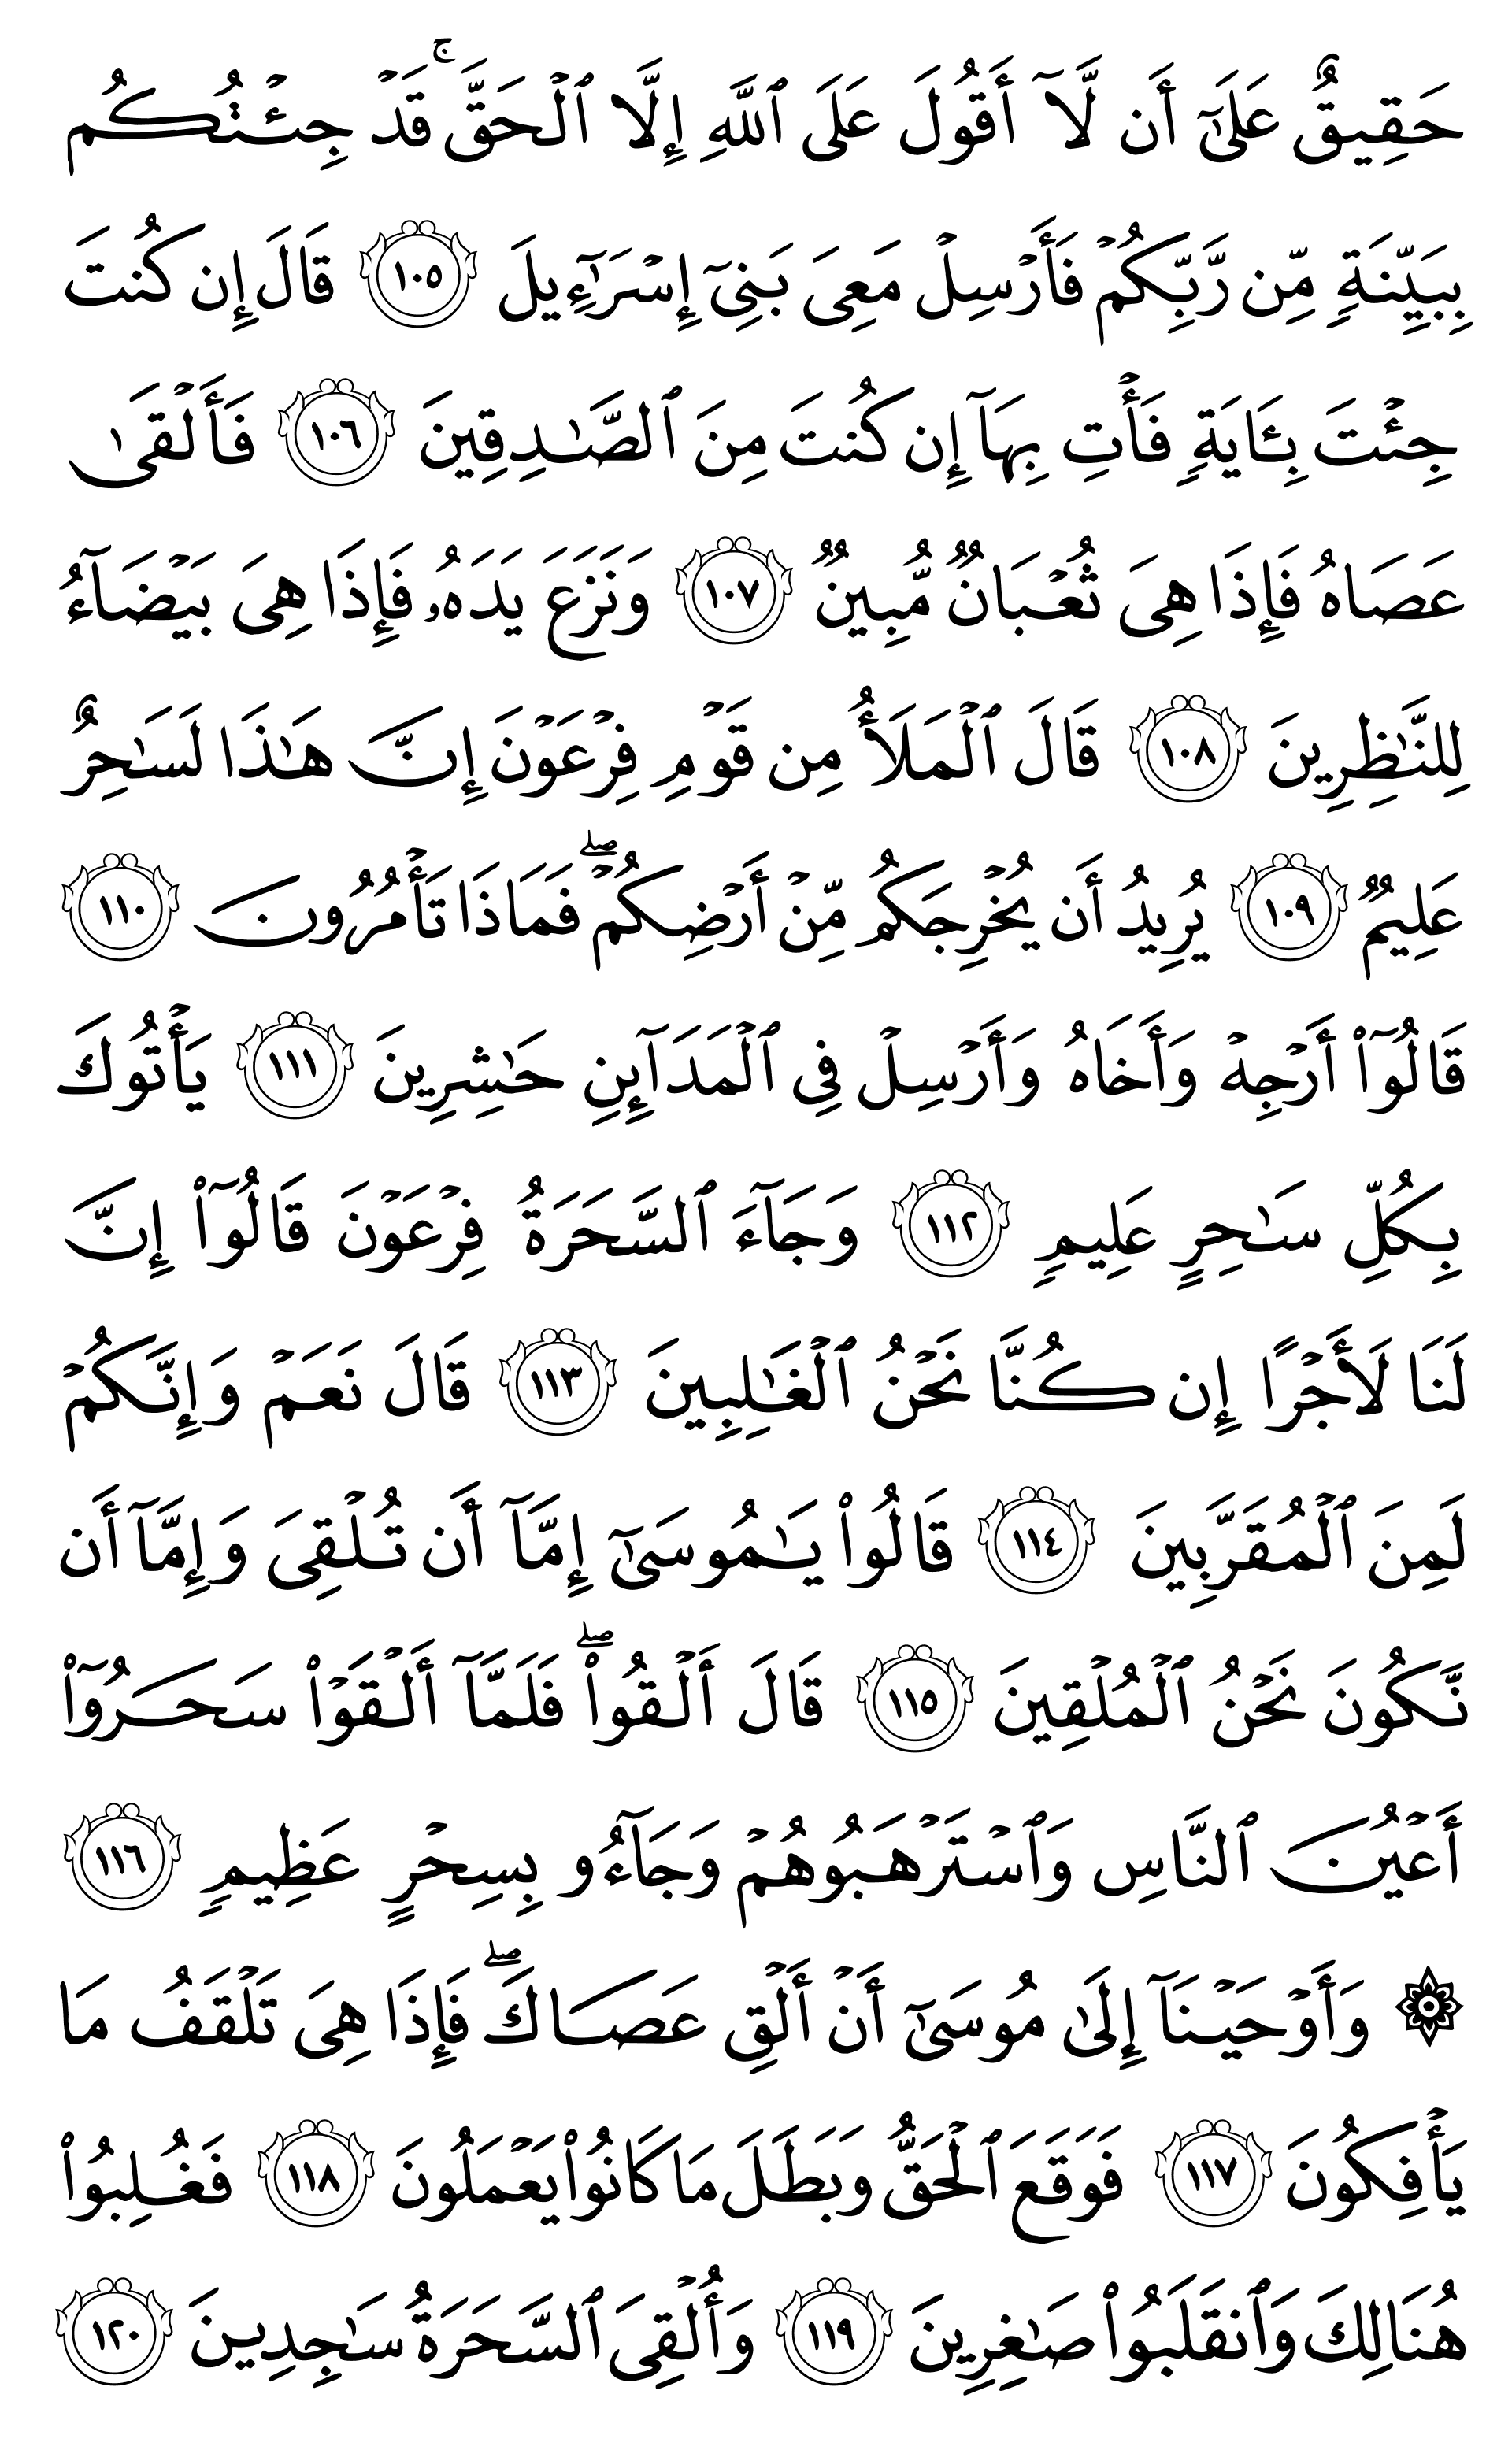 حَقِيقٌ عَلَىٰٓ أَن لَّآ أَقُولَ عَلَى ٱللَّهِ إِلَّا ٱلْحَقَّ ۚ قَدْ جِئْتُكُم
بِبَيِّنَةٍ مِّن رَّبِّكُمْ فَأَرْسِلْ مَعِىَ بَنِىٓ إِسْرَٰٓءِيلَ ١٠٥ قَالَ إِن كُنتَ
جِئْتَ بِـَٔايَةٍ فَأْتِ بِهَآ إِن كُنتَ مِنَ ٱلصَّـٰدِقِينَ ١٠٦ فَأَلْقَىٰ
عَصَاهُ فَإِذَا هِىَ ثُعْبَانٌ مُّبِينٌ ١٠٧ وَنَزَعَ يَدَهُۥ فَإِذَا هِىَ بَيْضَآءُ
لِلنَّـٰظِرِينَ ١٠٨ قَالَ ٱلْمَلَأُ مِن قَوْمِ فِرْعَوْنَ إِنَّ هَـٰذَا لَسَـٰحِرٌ
عَلِيمٌ ١٠٩ يُرِيدُ أَن يُخْرِجَكُم مِّنْ أَرْضِكُمْ ۖ فَمَاذَا تَأْمُرُونَ ١١٠
قَالُوٓا۟ أَرْجِهْ وَأَخَاهُ وَأَرْسِلْ فِى ٱلْمَدَآئِنِ حَـٰشِرِينَ ١١١ يَأْتُوكَ
بِكُلِّ سَـٰحِرٍ عَلِيمٍ ١١٢ وَجَآءَ ٱلسَّحَرَةُ فِرْعَوْنَ قَالُوٓا۟ إِنَّ
لَنَا لَأَجْرًا إِن كُنَّا نَحْنُ ٱلْغَـٰلِبِينَ ١١٣ قَالَ نَعَمْ وَإِنَّكُمْ
لَمِنَ ٱلْمُقَرَّبِينَ ١١٤ قَالُوا۟ يَـٰمُوسَىٰٓ إِمَّآ أَن تُلْقِىَ وَإِمَّآ أَن
نَّكُونَ نَحْنُ ٱلْمُلْقِينَ ١١٥ قَالَ أَلْقُوا۟ ۖ فَلَمَّآ أَلْقَوْا۟ سَحَرُوٓا۟
أَعْيُنَ ٱلنَّاسِ وَٱسْتَرْهَبُوهُمْ وَجَآءُو بِسِحْرٍ عَظِيمٍ ١١٦
۞ وَأَوْحَيْنَآ إِلَىٰ مُوسَىٰٓ أَنْ أَلْقِ عَصَاكَ ۖ فَإِذَا هِىَ تَلْقَفُ مَا
يَأْفِكُونَ ١١٧ فَوَقَعَ ٱلْحَقُّ وَبَطَلَ مَا كَانُوا۟ يَعْمَلُونَ ١١٨ فَغُلِبُوا۟
هُنَالِكَ وَٱنقَلَبُوا۟ صَـٰغِرِينَ ١١٩ وَأُلْقِىَ ٱلسَّحَرَةُ سَـٰجِدِينَ ١٢٠